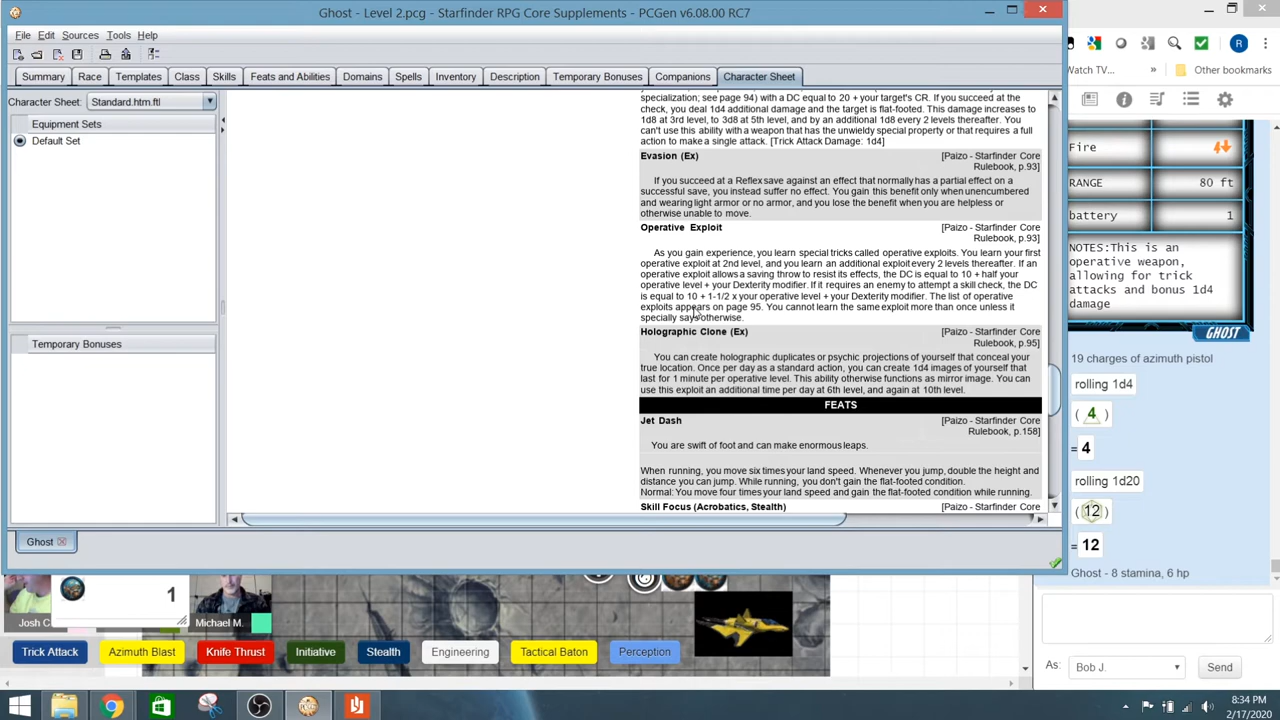 Ghost - Level 2.pcg - Starfinder RPG Core Supplements - PCGen v6.08.00 RC7
File Edit Sources Tools Help
Summary Race Templates Class Skills Feats and Abilities Domains Spells Inventory Description Temporary Bonuses Companions Character Sheet
Character Sheet: Standard.htm.ftl
Equipment Sets
Default Set
Temporary Bonuses
specialization; see page 94) with a DC equal to 20 + your target's CR. If you succeed at the
check, you deal 1d4 additional damage and the target is flat-footed. This damage increases to
1d8 at 3rd level, to 3d8 at 5th level, and by an additional 1d8 every 2 levels thereafter. You
can't use this ability with a weapon that has the unwieldy special property or that requires a full
action to make a single attack. [Trick Attack Damage: 1d4]
Evasion (Ex) [Paizo - Starfinder Core
Rulebook, p.93]
If you succeed at a Reflex save against an effect that normally has a partial effect on a
successful save, you instead suffer no effect. You gain this benefit only when unencumbered
and wearing light armor or no armor, and you lose the benefit when you are helpless or
otherwise unable to move.
Operative Exploit [Paizo - Starfinder Core
Rulebook, p.93]
As you gain experience, you learn special tricks called operative exploits. You learn your first
operative exploit at 2nd level, and you learn an additional exploit every 2 levels thereafter. If an
operative exploit allows a saving throw to resist its effects, the DC is equal to 10 + half your
operative level + your Dexterity modifier. If it requires an enemy to attempt a skill check, the DC
is equal to 10 + 1-1/2 x your operative level + your Dexterity modifier. The list of operative
exploits appears on page 95. You cannot learn the same exploit more than once unless it
specially says otherwise.
Holographic Clone (Ex) [Paizo - Starfinder Core
Rulebook, p.95]
You can create holographic duplicates or psychic projections of yourself that conceal your
true location. Once per day as a standard action, you can create 1d4 images of yourself that
last for 1 minute per operative level. This ability otherwise functions as mirror image. You can
use this exploit an additional time per day at 6th level, and again at 10th level.
FEATS
Jet Dash [Paizo - Starfinder Core
Rulebook, p.158]
You are swift of foot and can make enormous leaps.
When running, you move six times your land speed. Whenever you jump, double the height and
distance you can jump. While running, you don't gain the flat-footed condition.
Normal: You move four times your land speed and gain the flat-footed condition while running.
Skill Focus (Acrobatics, Stealth) [Paizo - Starfinder Core
Ghost
R
Watch TV... » Other bookmarks
Fire 4
RANGE 80 ft
battery 1
NOTES:This is an
operative weapon,
allowing for trick
attacks and bonus 1d4
damage
GHOST
19 charges of azimuth pistol
rolling 1d4
( 4 )
= 4
rolling 1d20
( 12 )
= 12
Ghost - 8 stamina, 6 hp
As: Bob J. Send
1
Josh C. Michael M.
Trick Attack Azimuth Blast Knife Thrust Initiative Stealth Engineering Tactical Baton Perception
8:34 PM
2/17/2020